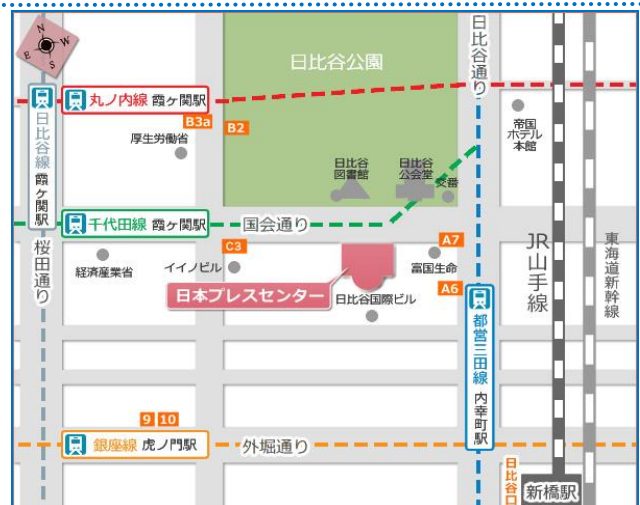 N
W
E
S
日比谷公園
日比谷通り
丸ノ内線 霞ヶ関駅
B3a
B2
厚生労働省
帝国
ホテル
本館
日比谷線 霞ヶ関駅
日比谷
図書館
日比谷
公会堂
交番
千代田線 霞ヶ関駅
国会通り
桜田通り
経済産業省
C3
イイノビル
A7
富国生命
日本プレスセンター
日比谷国際ビル
A6
JR山手線
東海道新幹線
都営三田線 内幸町駅
9 10
銀座線 虎ノ門駅
外堀通り
日比谷口
新橋駅